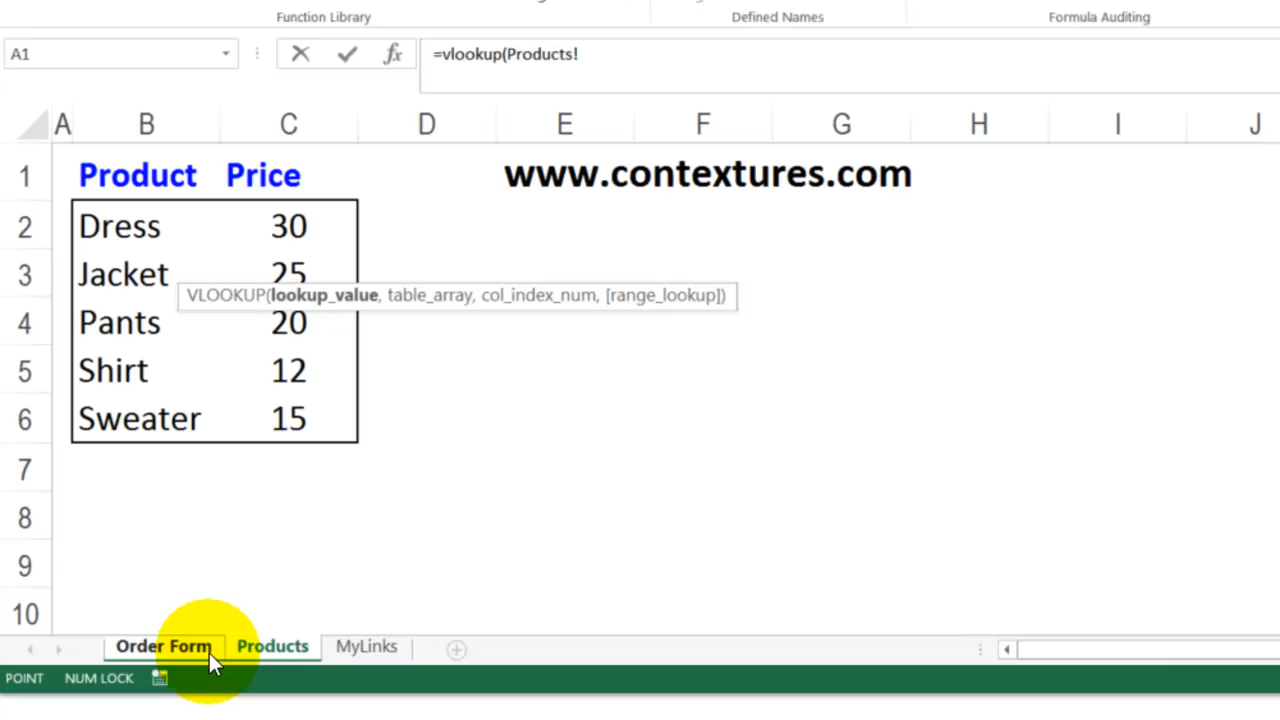 Function Library Defined Names Formula Auditing
A1 fx =vlookup(Products!
A B C D E F G H I J
1 Product Price www.contextures.com
2 Dress 30
3 Jacket 25
VLOOKUP(lookup_value, table_array, col_index_num, [range_lookup])
4 Pants 20
5 Shirt 12
6 Sweater 15
7
8
9
10
Order Form Products MyLinks
POINT NUM LOCK